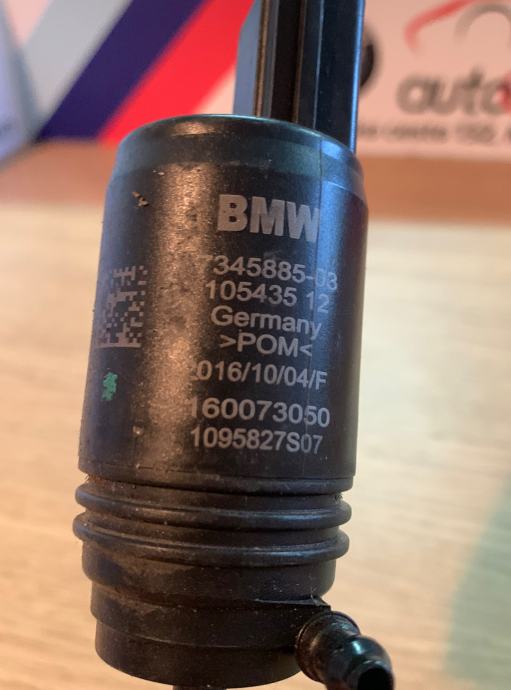 BMW
7345885-03
105435 12
Germany
>POM<
2016/10/04/F
160073050
1095827S07